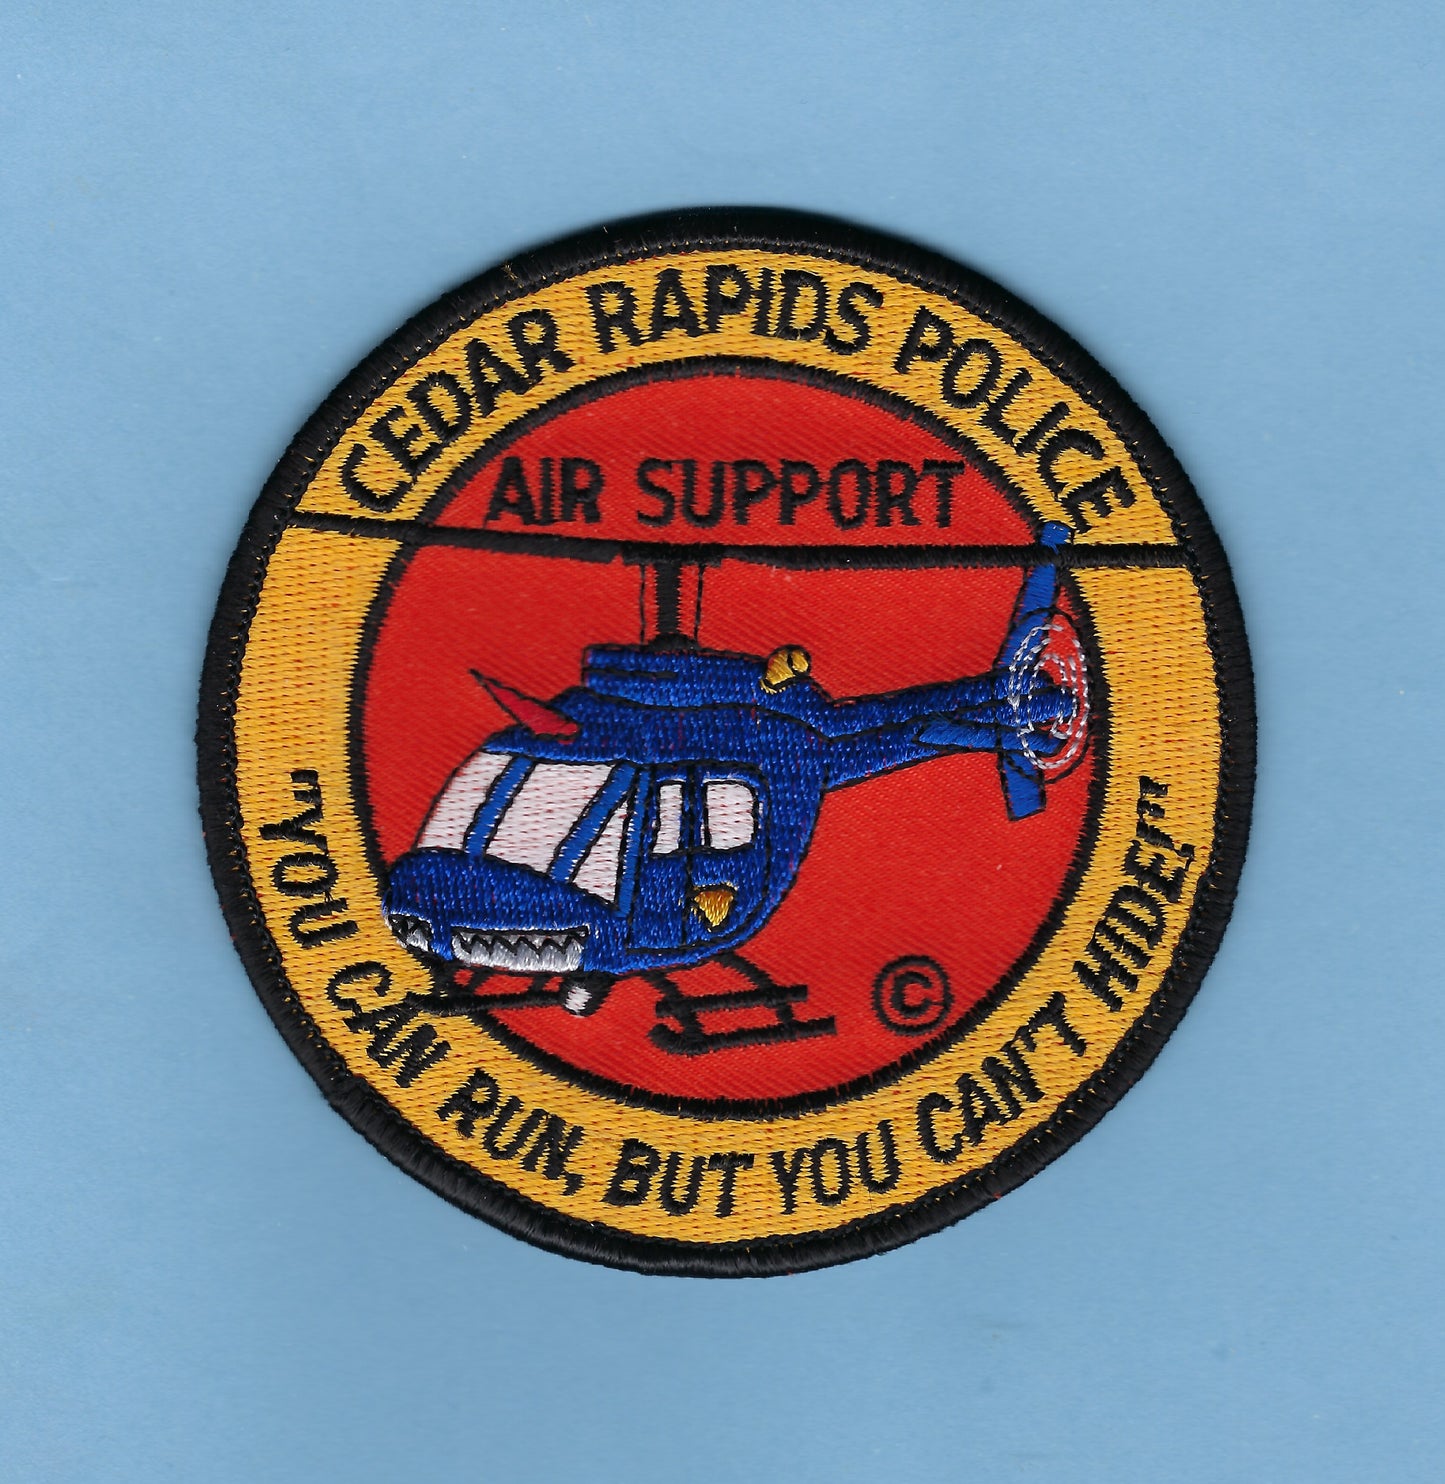 CEDAR RAPIDS POLICE
AIR SUPPORT
©
"YOU CAN RUN, BUT YOU CAN'T HIDE!"